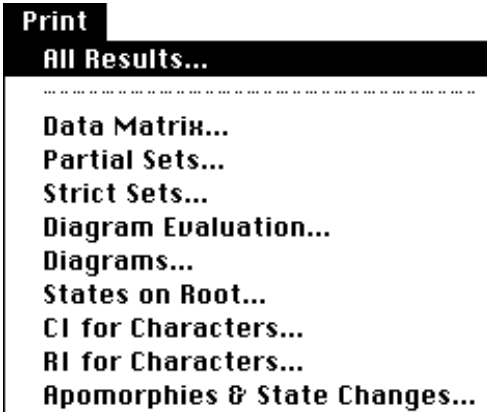 Print
All Results...
Data Matrix...
Partial Sets...
Strict Sets...
Diagram Evaluation...
Diagrams...
States on Root...
CI for Characters...
RI for Characters...
Apomorphies & State Changes...